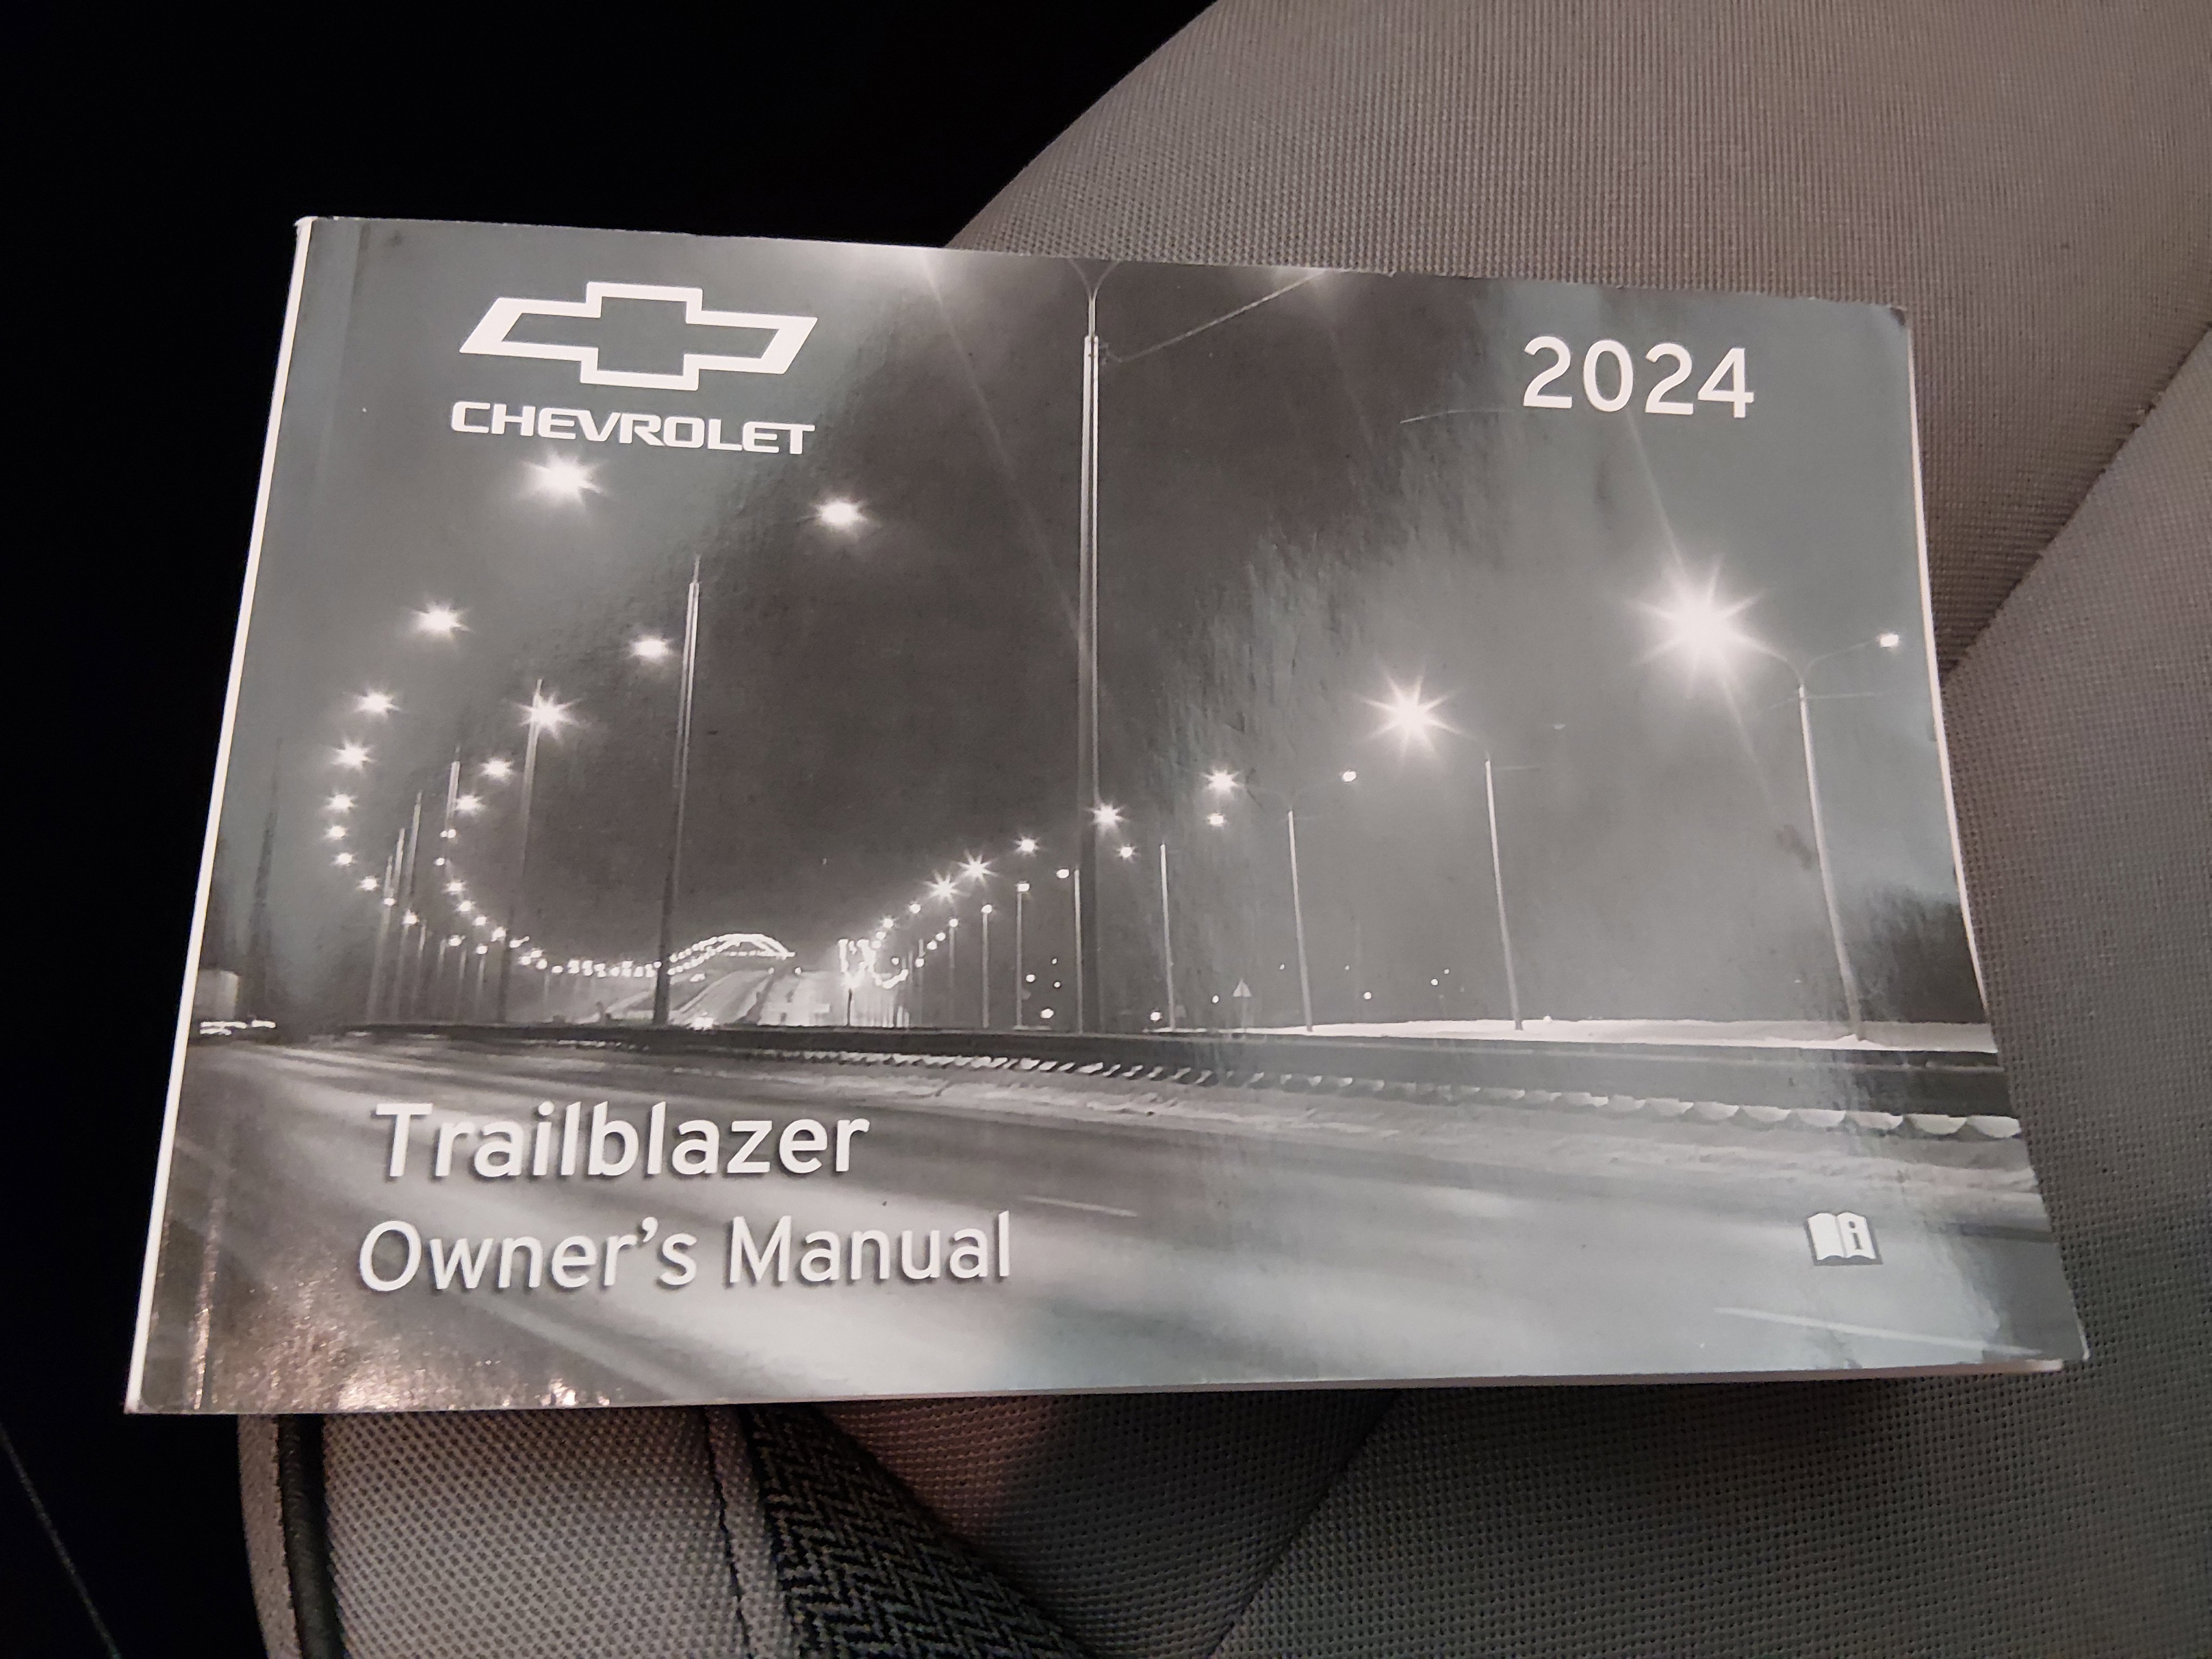 CHEVROLET
2024
Trailblazer
Owner's Manual